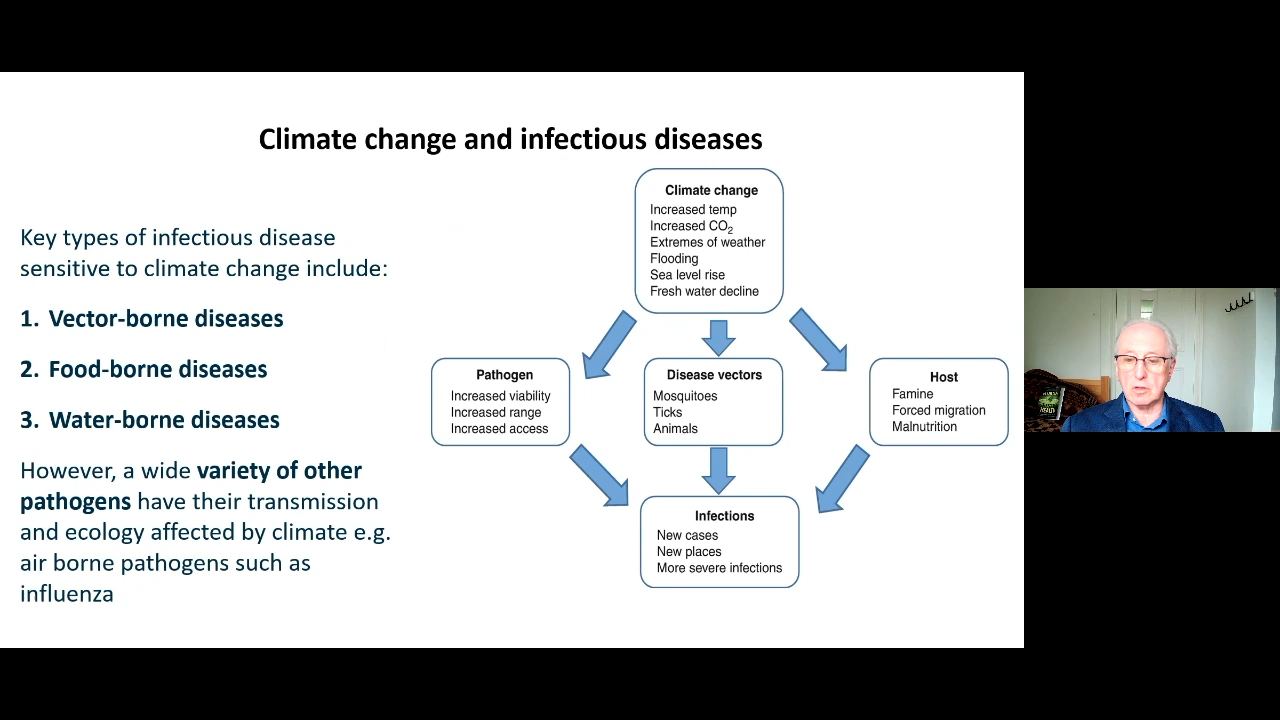 Climate change and infectious diseases
Key types of infectious disease
sensitive to climate change include:
1. Vector-borne diseases
2. Food-borne diseases
3. Water-borne diseases
However, a wide variety of other
pathogens have their transmission
and ecology affected by climate e.g.
air borne pathogens such as
influenza
Climate change
Increased temp
Increased CO₂
Extremes of weather
Flooding
Sea level rise
Fresh water decline
Pathogen
Increased viability
Increased range
Increased access
Disease vectors
Mosquitoes
Ticks
Animals
Host
Famine
Forced migration
Malnutrition
Infections
New cases
New places
More severe infections